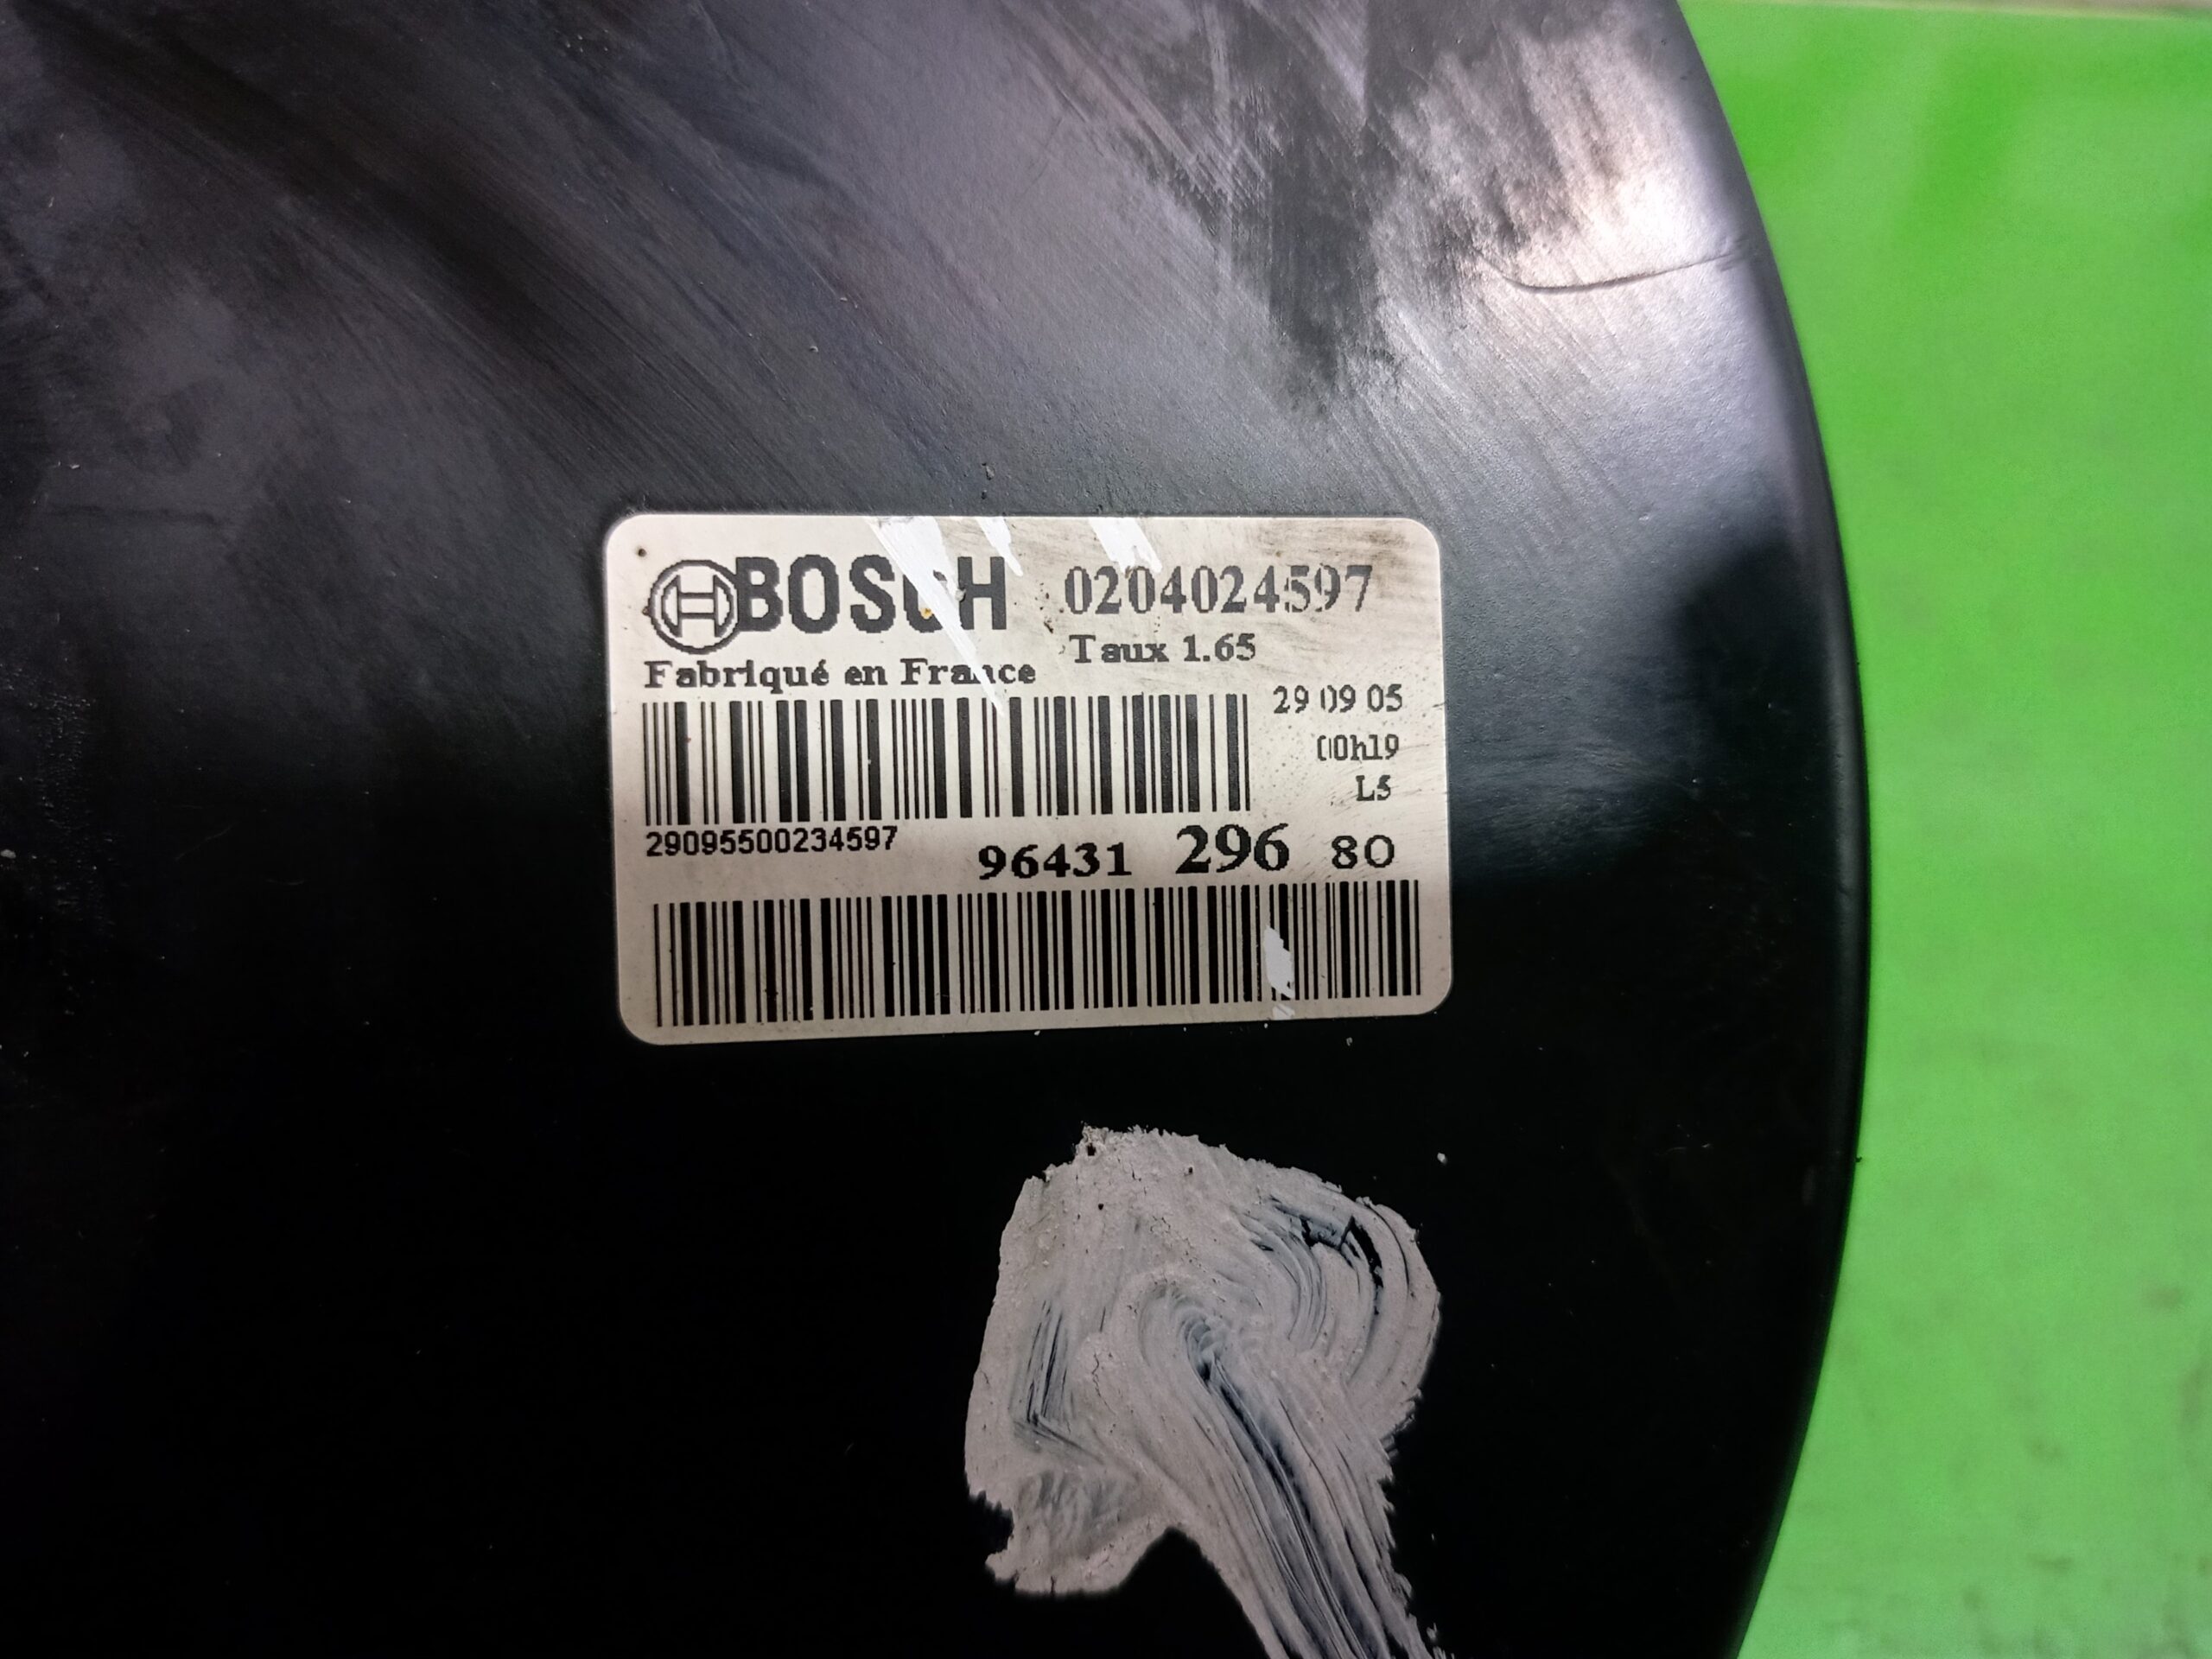 BOSCH 0204024597
Taux 1.65
Fabriqué en France
29 09 05
00h19
L5
29095500234597
96431 296 80